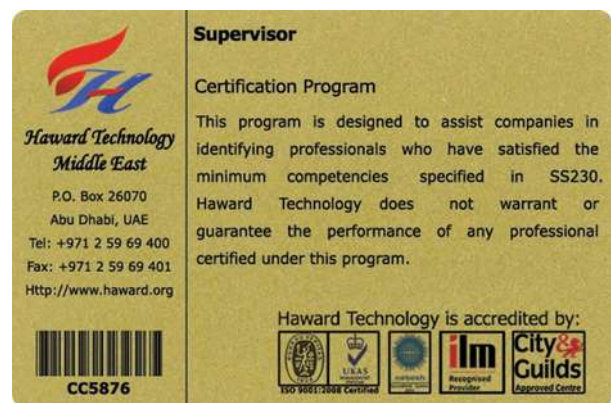 Haward Technology
Middle East
P.O. Box 26070
Abu Dhabi, UAE
Tel: +971 2 59 69 400
Fax: +971 2 59 69 401
Http://www.haward.org
CC5876
Supervisor
Certification Program
This program is designed to assist companies in
identifying professionals who have satisfied the
minimum competencies specified in SS230.
Haward Technology does not warrant or
guarantee the performance of any professional
certified under this program.
Haward Technology is accredited by:
ISO 9001:2008 Certified
UKAS
MANAGEMENT
SYSTEMS
ilm
Recognised
Provider
City&
Guilds
Approved Centre